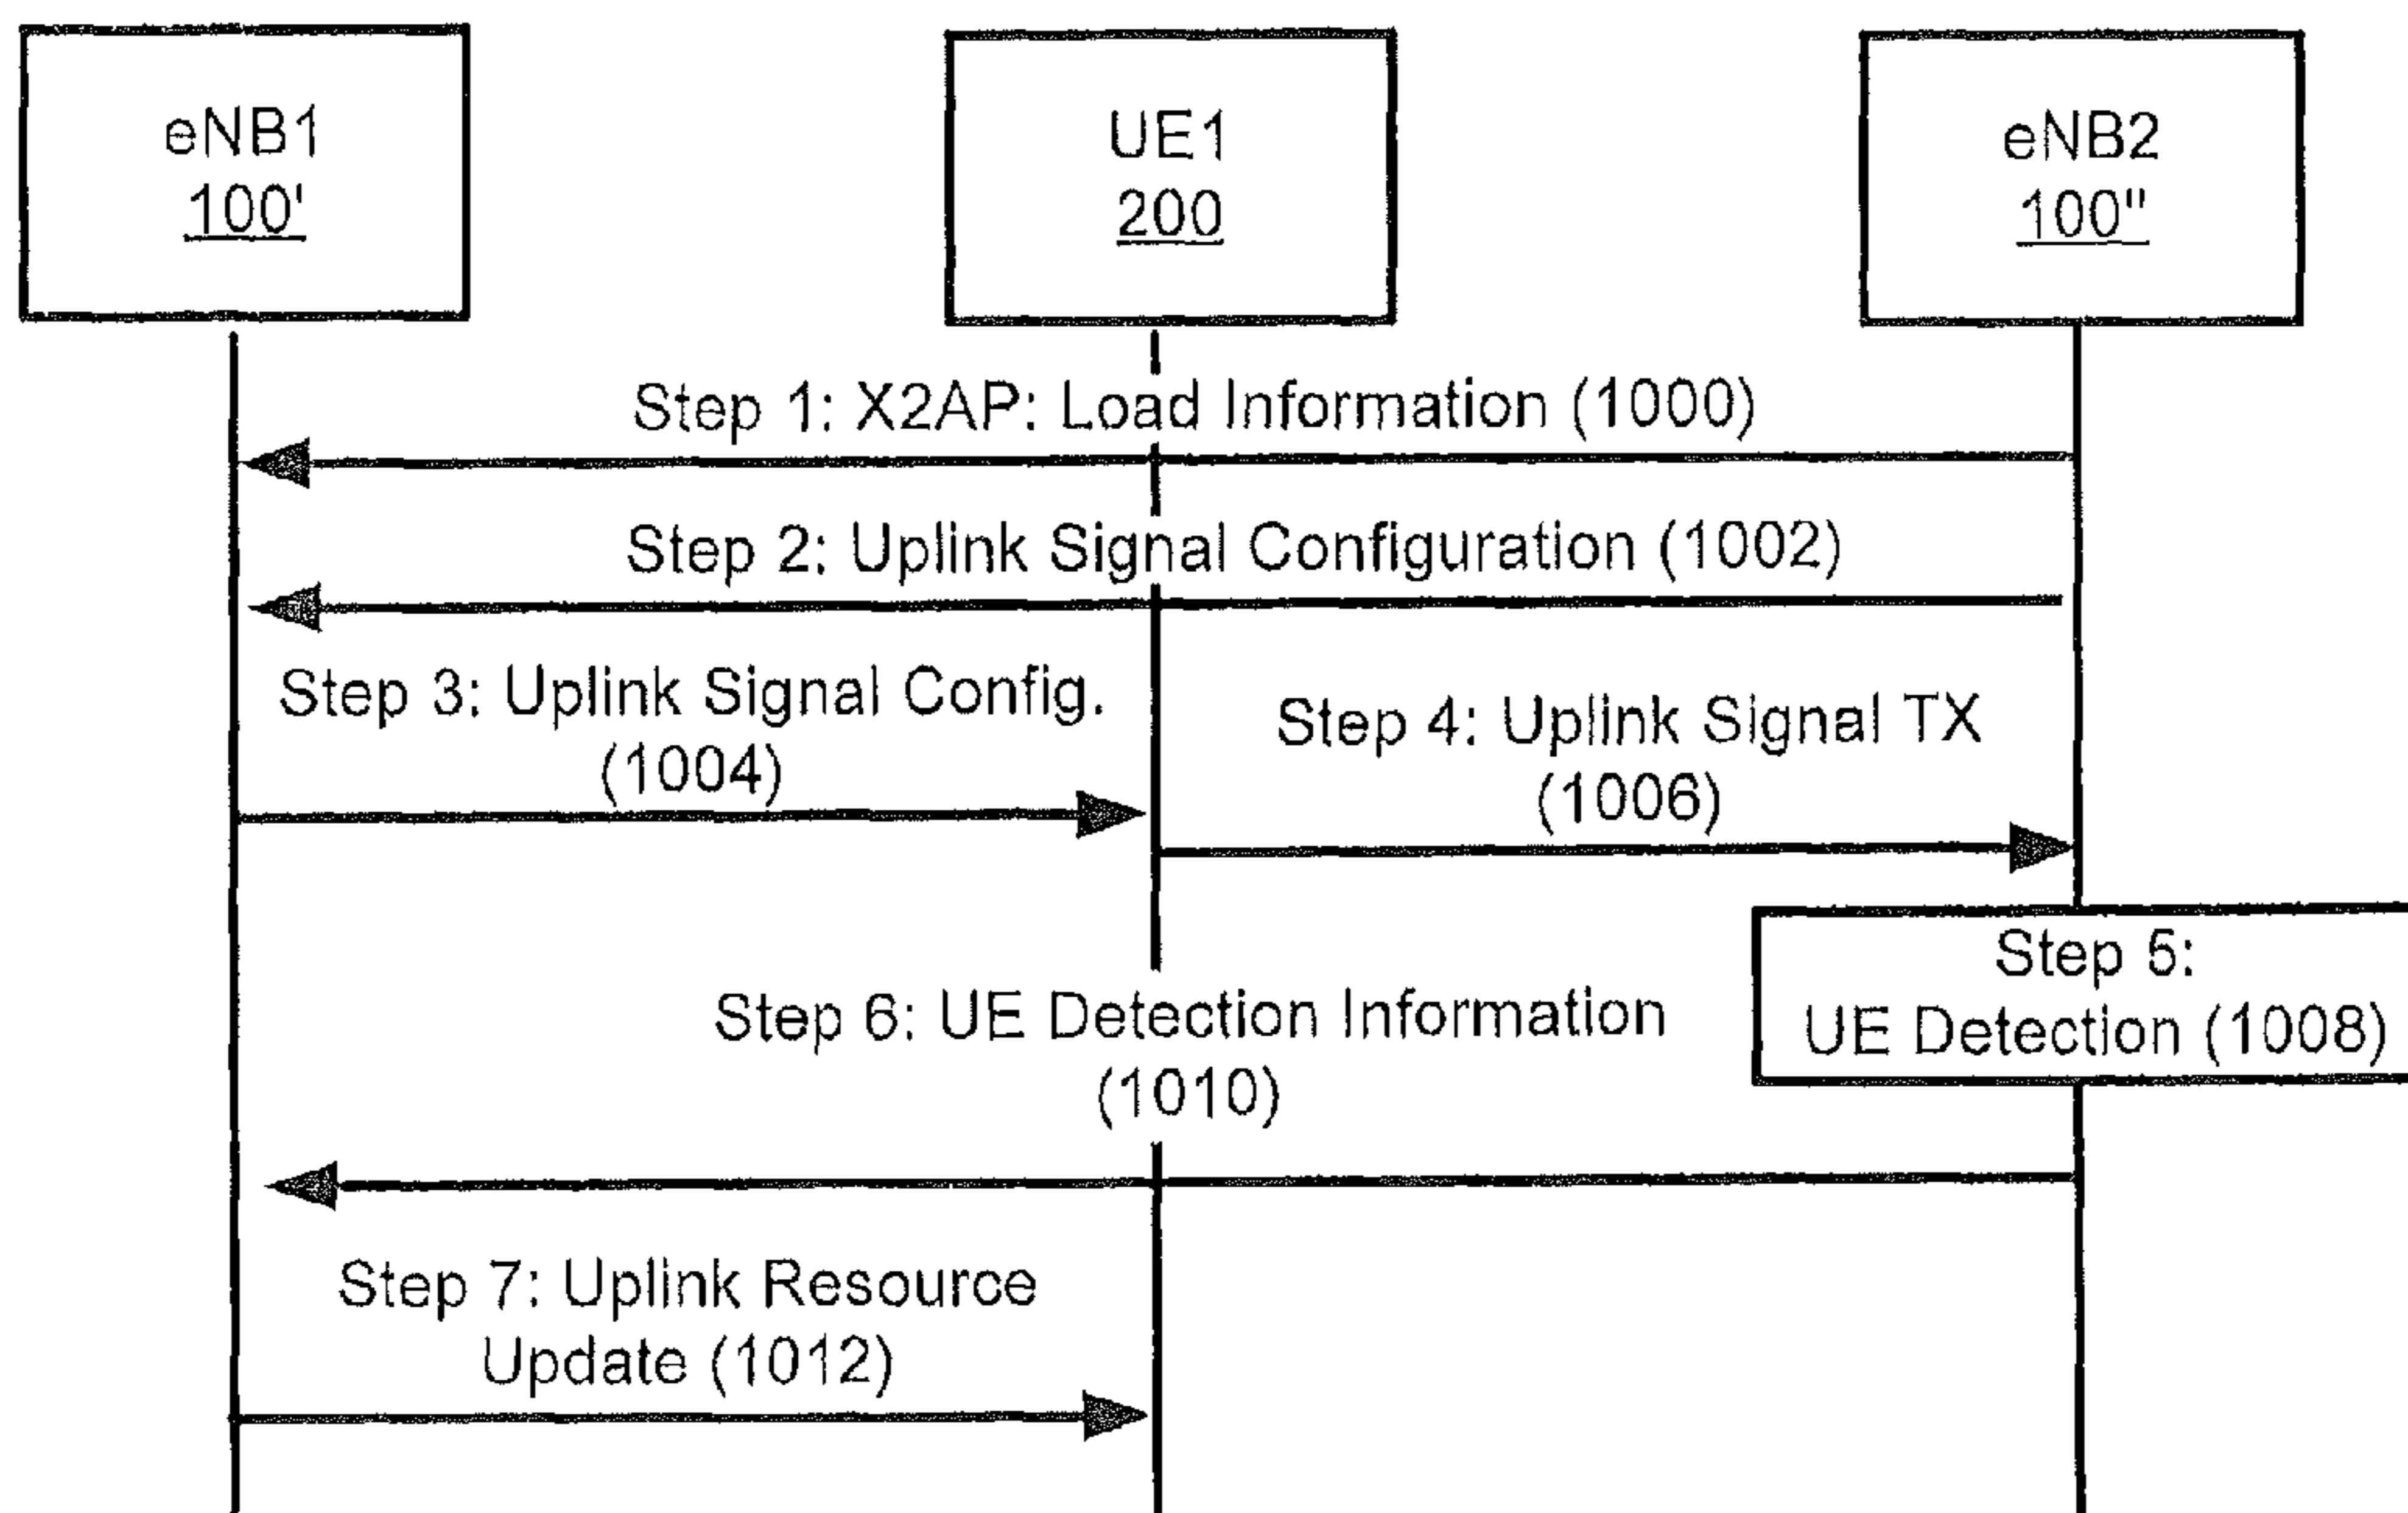 eNB1
100'
UE1
200
eNB2
100"
Step 1: X2AP: Load Information (1000)
Step 2: Uplink Signal Configuration (1002)
Step 3: Uplink Signal Config.
(1004)
Step 4: Uplink Signal TX
(1006)
Step 5:
UE Detection (1008)
Step 6: UE Detection Information
(1010)
Step 7: Uplink Resource
Update (1012)